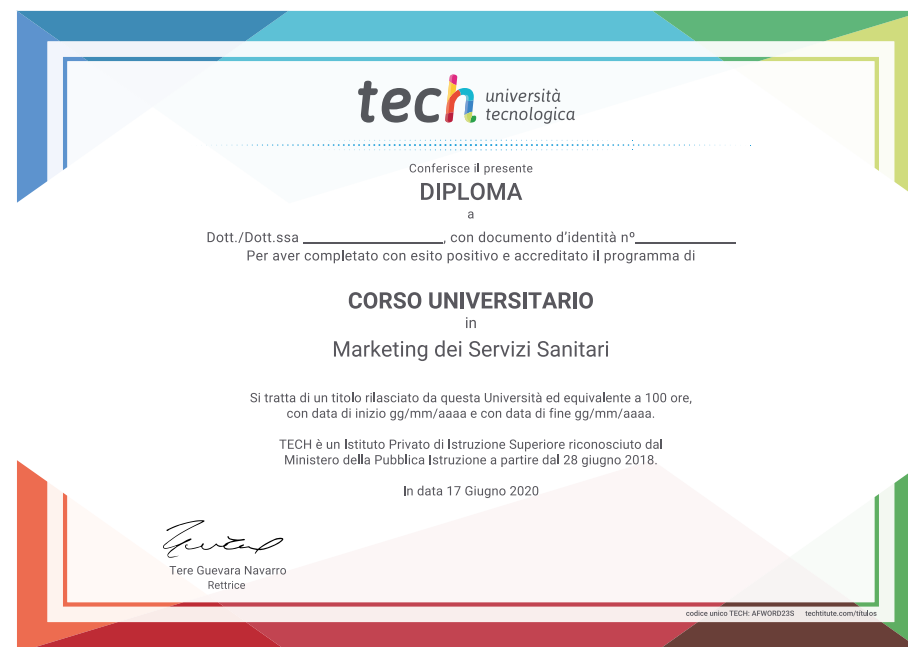 tech università
tecnologica
Conferisce il presente
DIPLOMA
a
Dott./Dott.ssa ____________________, con documento d'identità nº______________
Per aver completato con esito positivo e accreditato il programma di
CORSO UNIVERSITARIO
in
Marketing dei Servizi Sanitari
Si tratta di un titolo rilasciato da questa Università ed equivalente a 100 ore,
con data di inizio gg/mm/aaaa e con data di fine gg/mm/aaaa.
TECH è un Istituto Privato di Istruzione Superiore riconosciuto dal
Ministero della Pubblica Istruzione a partire dal 28 giugno 2018.
In data 17 Giugno 2020
Tere Guevara Navarro
Rettrice
codice unico TECH: AFWORD23S techtitute.com/titulos